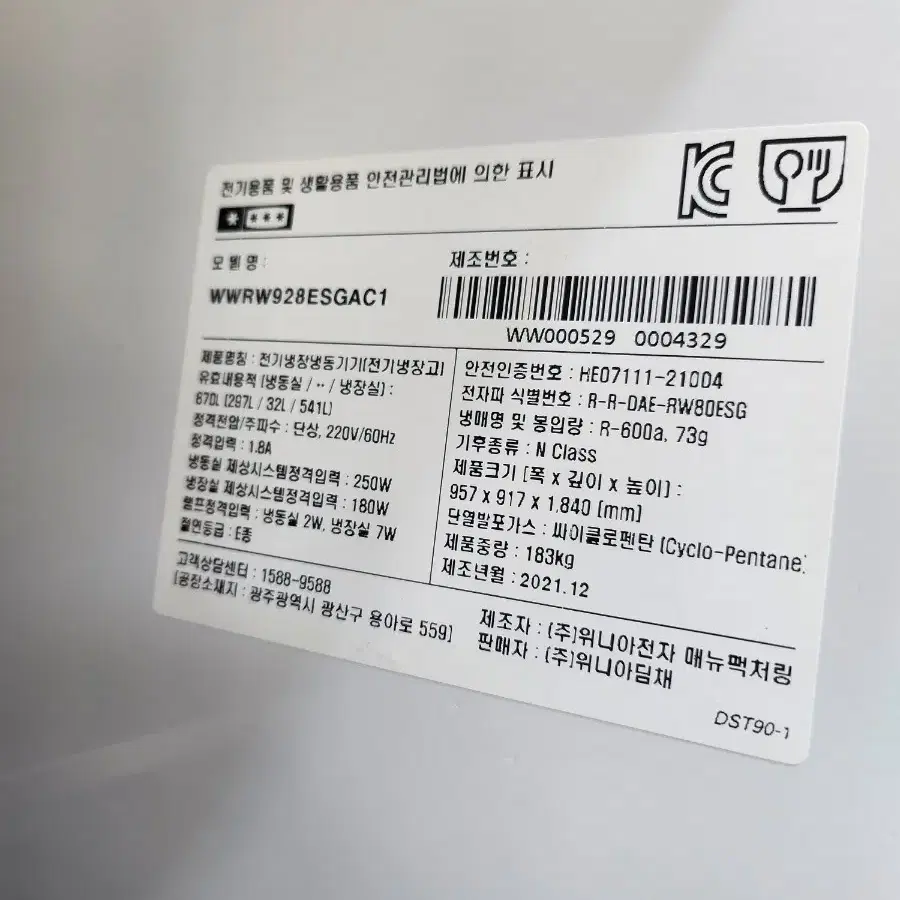 전기용품 및 생활용품 안전관리법에 의한 표시
모 델 명 :
WWRW928ESGAC1
제조번호 :
WW000529 0004329
제품명칭 : 전기냉장냉동기기(전기냉장고)
유효내용적 (냉동실 / ·· / 냉장실) :
870L (297L / 32L / 541L)
정격전압/주파수 : 단상, 220V/60Hz
정격입력 : 1.8A
냉동실 제상시스템정격입력 : 250W
냉장실 제상시스템정격입력 : 180W
램프정격입력 : 냉동실 2W, 냉장실 7W
절연등급 : E종
안전인증번호 : HE07111-21004
전자파 식별번호 : R-R-DAE-RW80ESG
냉매명 및 봉입량 : R-600a, 73g
기후종류 : N Class
제품크기 [폭 x 깊이 x 높이] :
957 x 917 x 1,840 [mm]
단열발포가스 : 싸이클로펜탄 (Cyclo-Pentane)
제품중량 : 183kg
제조년월 : 2021.12
고객상담센터 : 1588-9588
[공장소재지 : 광주광역시 광산구 용아로 559]
제조자 : (주)위니아전자 매뉴팩처링
판매자 : (주)위니아딤채
DST90-1